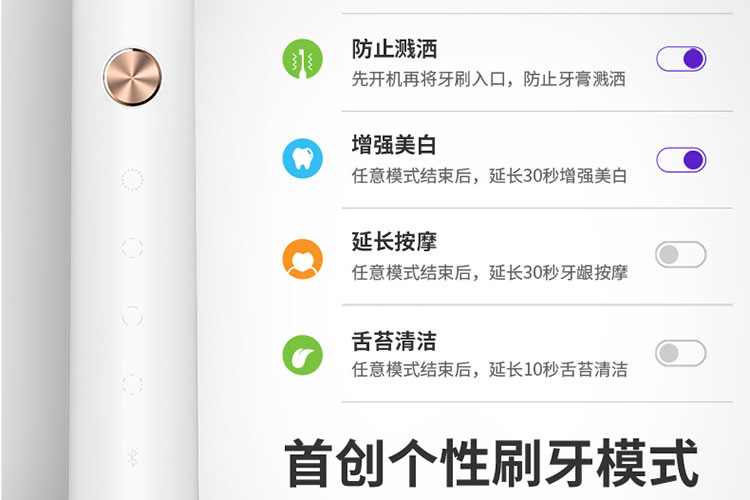 防止溅洒
先开机再将牙刷入口，防止牙膏溅洒
增强美白
任意模式结束后，延长30秒增强美白
延长按摩
任意模式结束后，延长30秒牙龈按摩
舌苔清洁
任意模式结束后，延长10秒舌苔清洁
首创个性刷牙模式